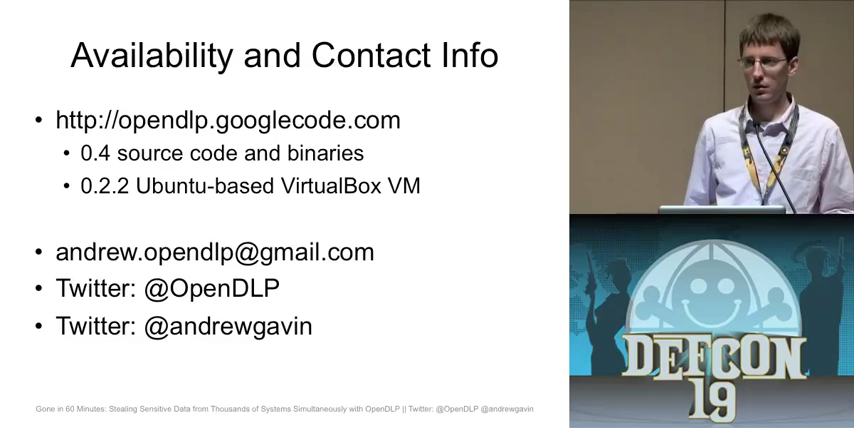 Availability and Contact Info
• http://opendlp.googlecode.com
• 0.4 source code and binaries
• 0.2.2 Ubuntu-based VirtualBox VM
• andrew.opendlp@gmail.com
• Twitter: @OpenDLP
• Twitter: @andrewgavin
Gone in 60 Minutes: Stealing Sensitive Data from Thousands of Systems Simultaneously with OpenDLP || Twitter: @OpenDLP @andrewgavin
DEFCON
19